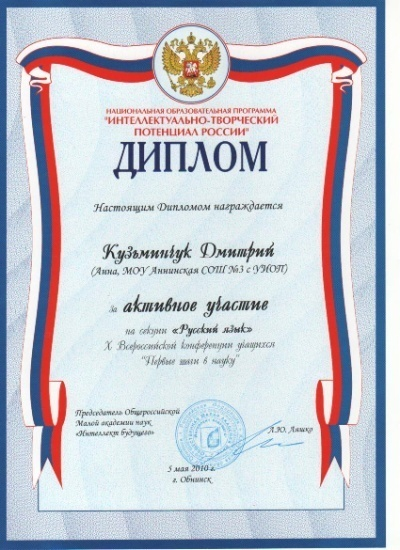 НАЦИОНАЛЬНАЯ ОБРАЗОВАТЕЛЬНАЯ ПРОГРАММА
"ИНТЕЛЛЕКТУАЛЬНО-ТВОРЧЕСКИЙ
ПОТЕНЦИАЛ РОССИИ"
ДИПЛОМ
Настоящим Дипломом награждается
Кузьминчук Дмитрий
(Анна, МОУ Аннинская СОШ №3 с УИОП)
За активное участие
на секции «Русский язык»
X Всероссийской конференции учащихся
"Первые шаги в науку"
Председатель Общероссийской
Малой академии наук
«Интеллект будущего»
Л.Ю. Ляшко
5 мая 2010 г.
г. Обнинск